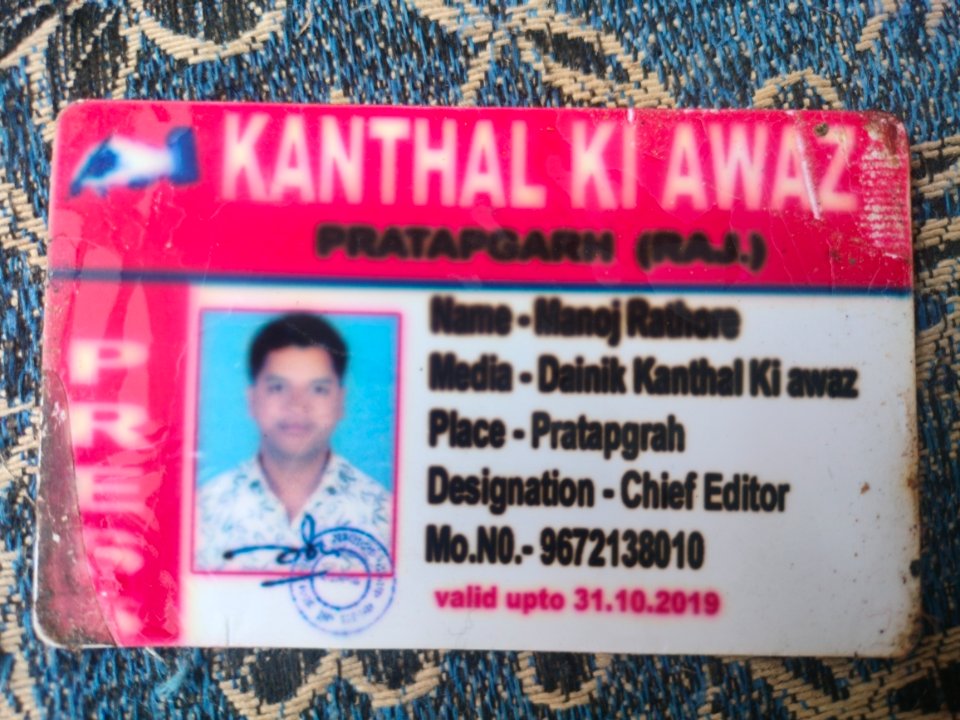 KANTHAL KI AWAZ
PRATAPGARH (RAJ.)
PRESS
Name - Manoj Rathore
Media - Dainik Kanthal Ki awaz
Place - Pratapgrah
Designation - Chief Editor
Mo.N0.- 9672138010
valid upto 31.10.2019